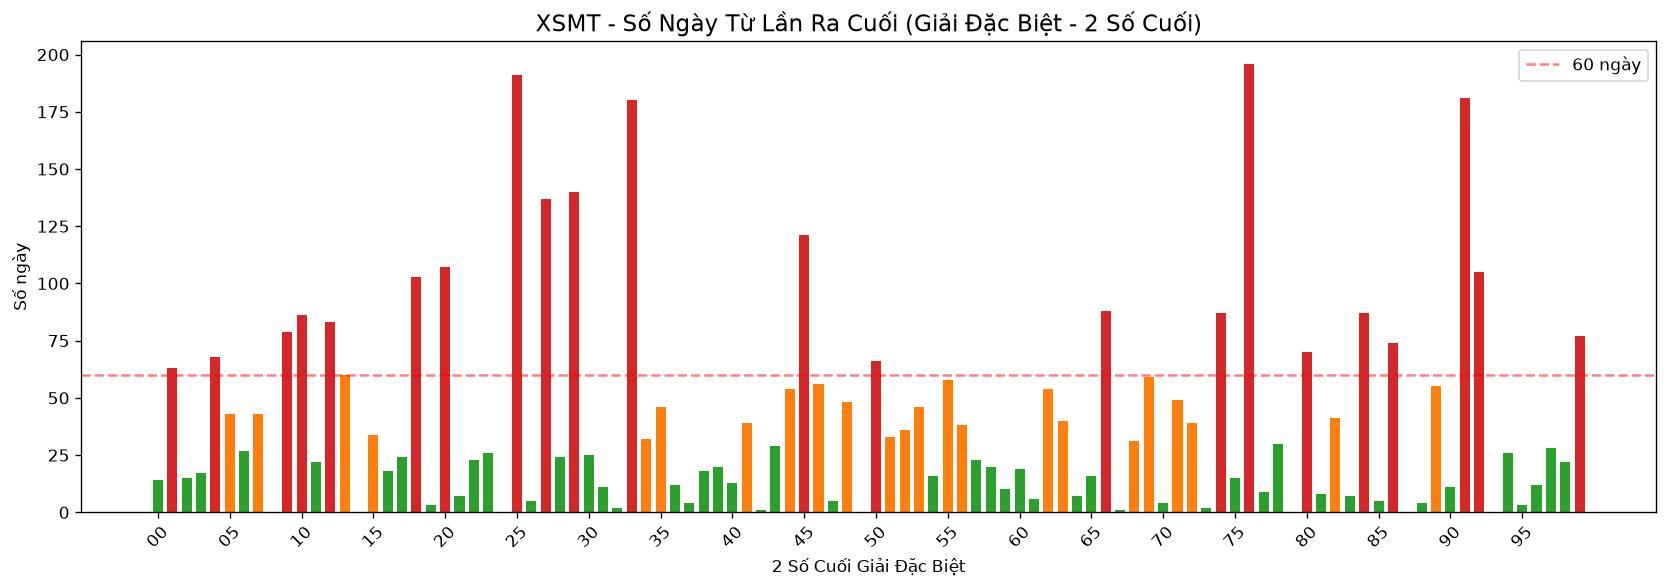 XSMT - Số Ngày Từ Lần Ra Cuối (Giải Đặc Biệt - 2 Số Cuối)
60 ngày
Số ngày
200
175
150
125
100
75
50
25
0
00 05 10 15 20 25 30 35 40 45 50 55 60 65 70 75 80 85 90 95
2 Số Cuối Giải Đặc Biệt